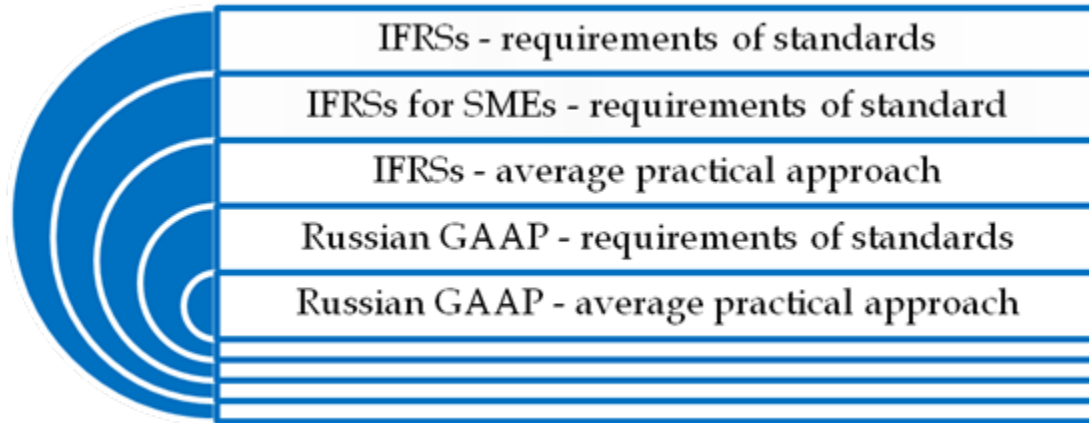 IFRSs - requirements of standards
IFRSs for SMEs - requirements of standard
IFRSs - average practical approach
Russian GAAP - requirements of standards
Russian GAAP - average practical approach